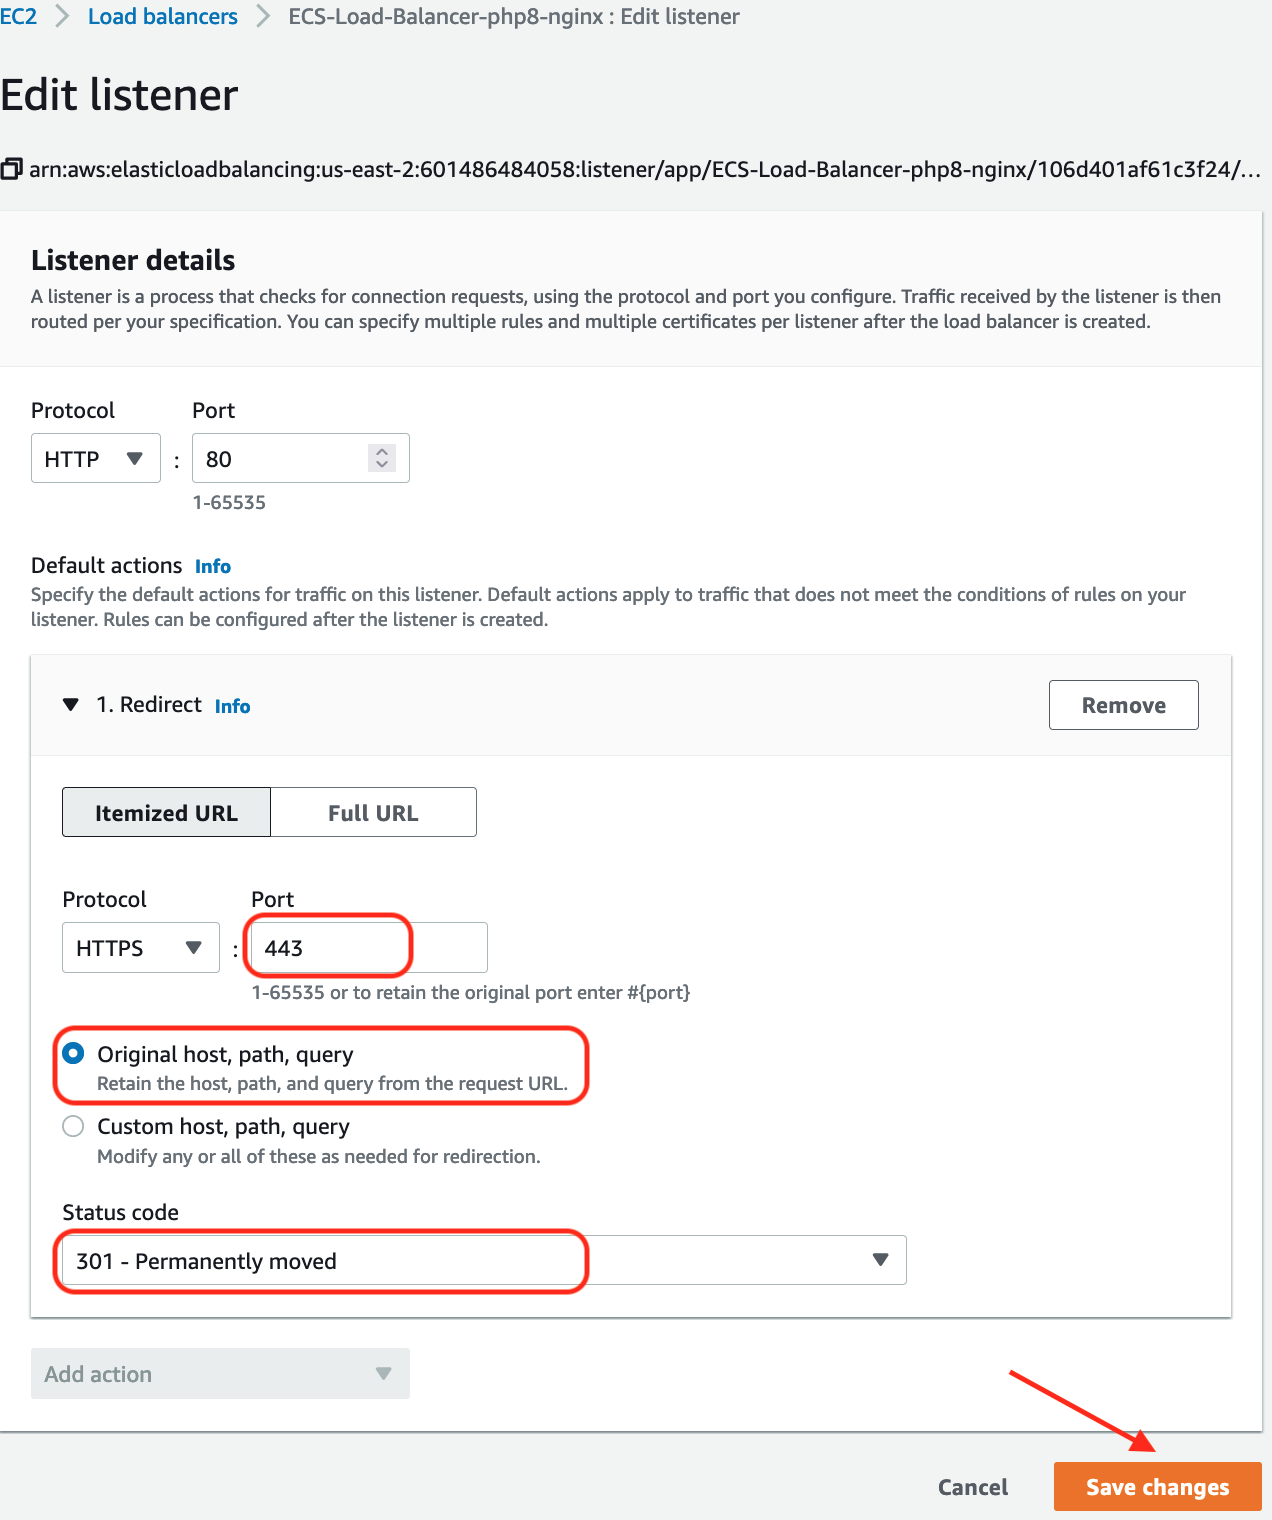 EC2 > Load balancers > ECS-Load-Balancer-php8-nginx : Edit listener
Edit listener
arn:aws:elasticloadbalancing:us-east-2:601486484058:listener/app/ECS-Load-Balancer-php8-nginx/106d401af61c3f24/...
Listener details
A listener is a process that checks for connection requests, using the protocol and port you configure. Traffic received by the listener is then
routed per your specification. You can specify multiple rules and multiple certificates per listener after the load balancer is created.
Protocol Port
HTTP : 80
1-65535
Default actions Info
Specify the default actions for traffic on this listener. Default actions apply to traffic that does not meet the conditions of rules on your
listener. Rules can be configured after the listener is created.
1. Redirect Info Remove
Itemized URL Full URL
Protocol Port
HTTPS : 443
1-65535 or to retain the original port enter #{port}
Original host, path, query
Retain the host, path, and query from the request URL.
Custom host, path, query
Modify any or all of these as needed for redirection.
Status code
301 - Permanently moved
Add action
Cancel Save changes